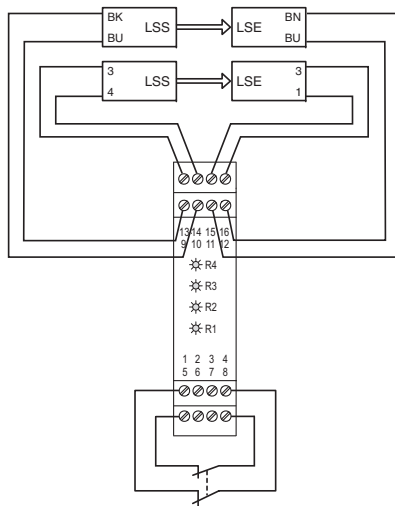 BK LSS LSE BN
BU BU
3 LSS LSE 3
4 1
13 14 15 16
9 10 11 12
R4
R3
R2
R1
1 2 3 4
5 6 7 8